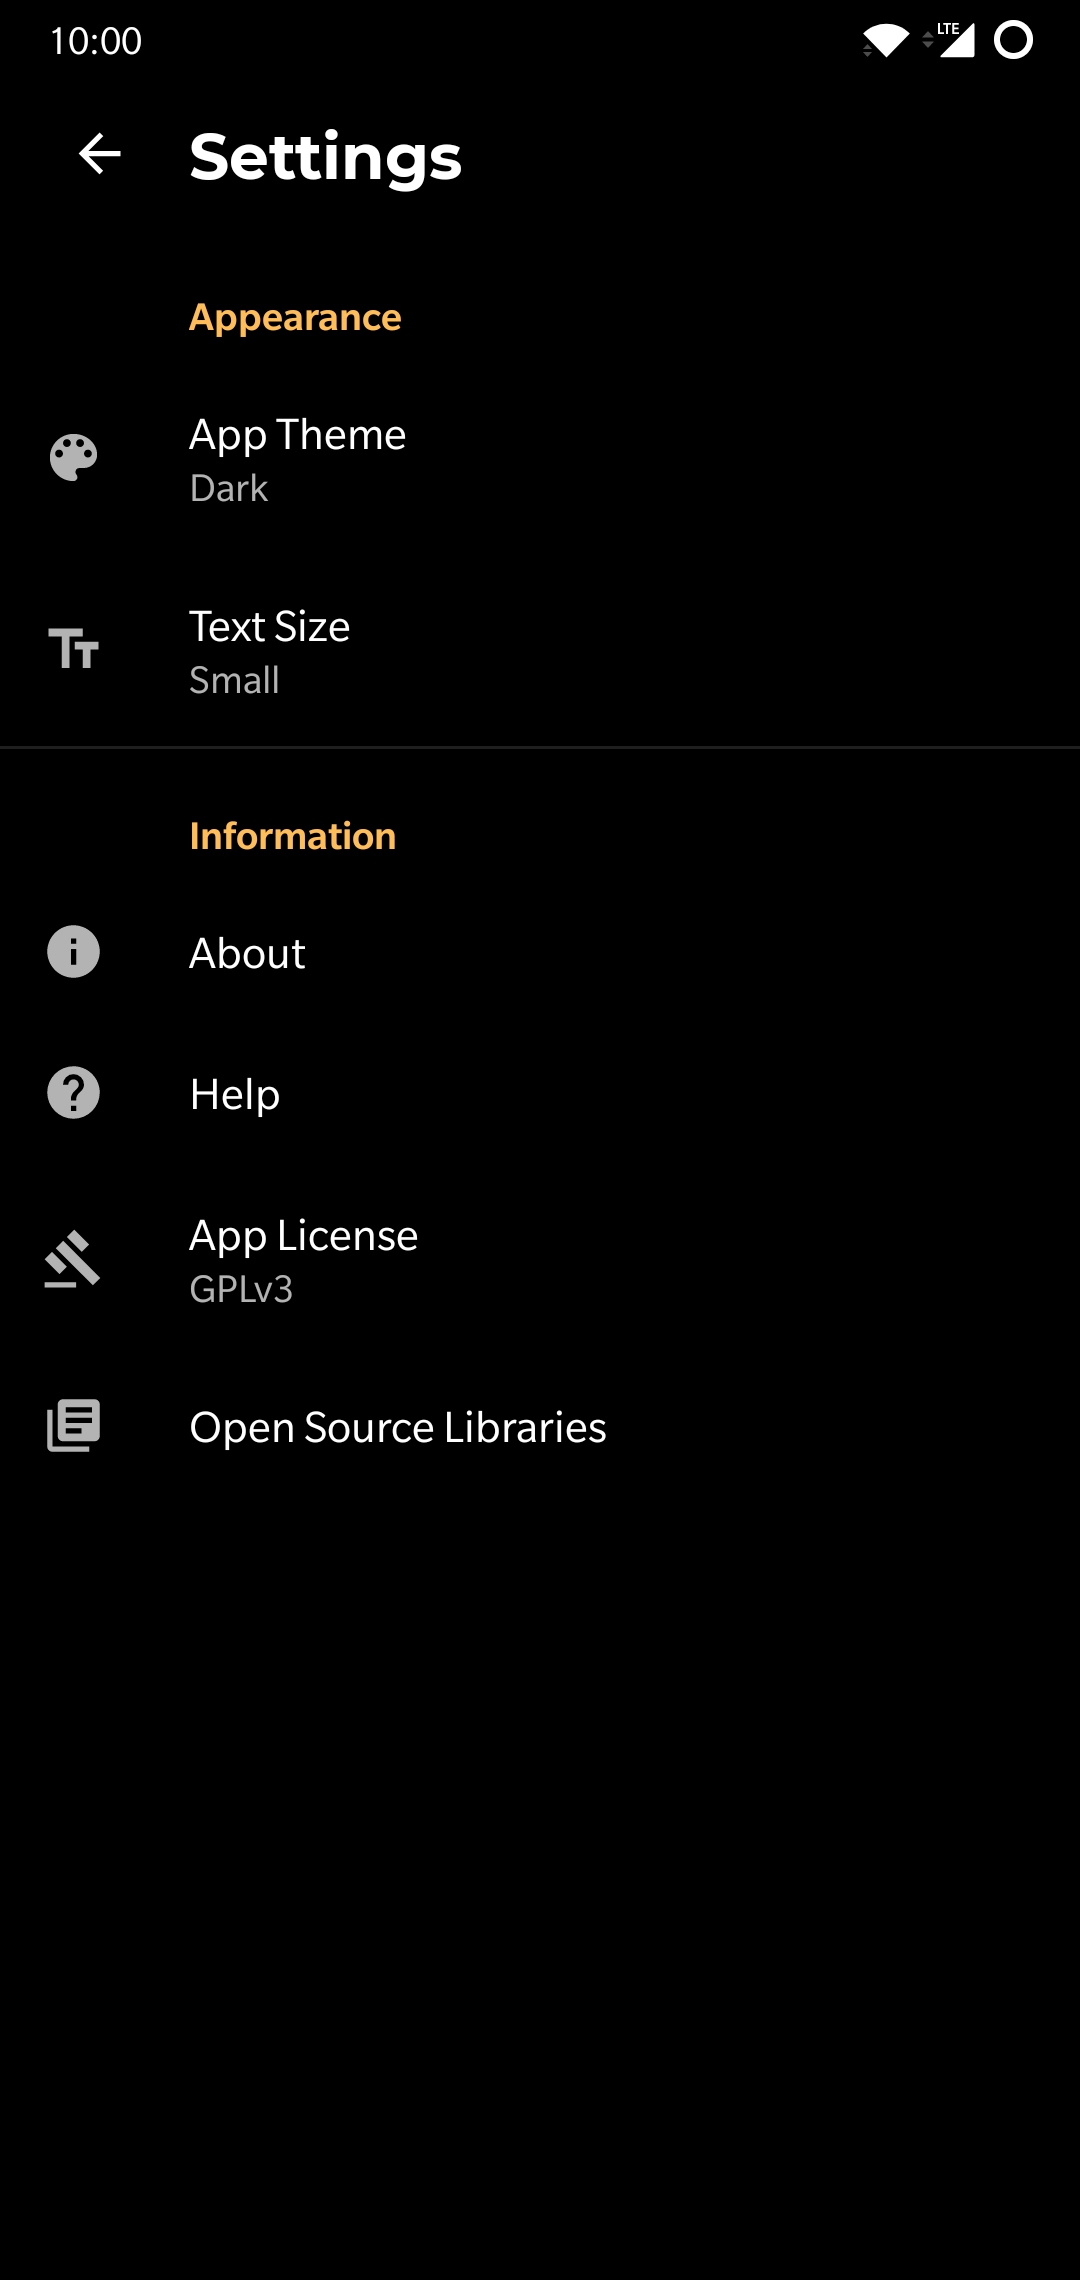 10:00
LTE
Settings
Appearance
App Theme
Dark
Text Size
Small
Information
About
Help
App License
GPLv3
Open Source Libraries